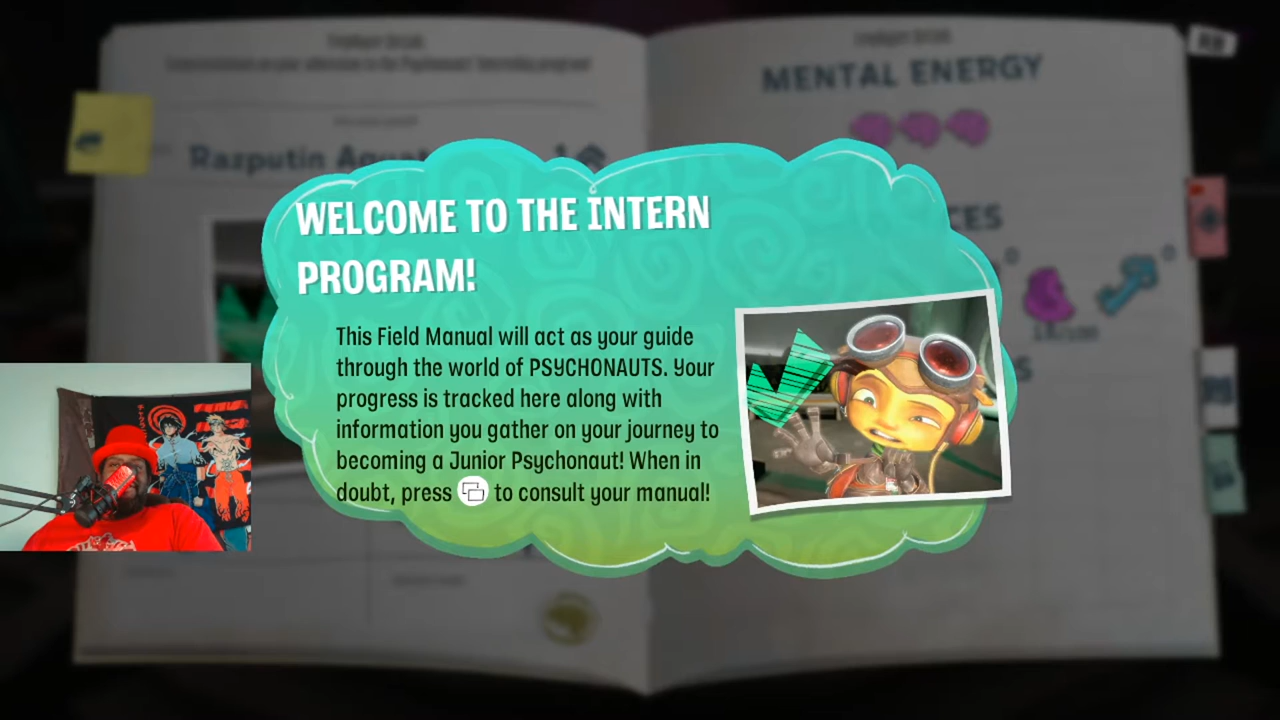 MENTAL ENERGY
Razputin Aquat
WELCOME TO THE INTERN
PROGRAM!
This Field Manual will act as your guide
through the world of PSYCHONAUTS. Your
progress is tracked here along with
information you gather on your journey to
becoming a Junior Psychonaut! When in
doubt, press to consult your manual!